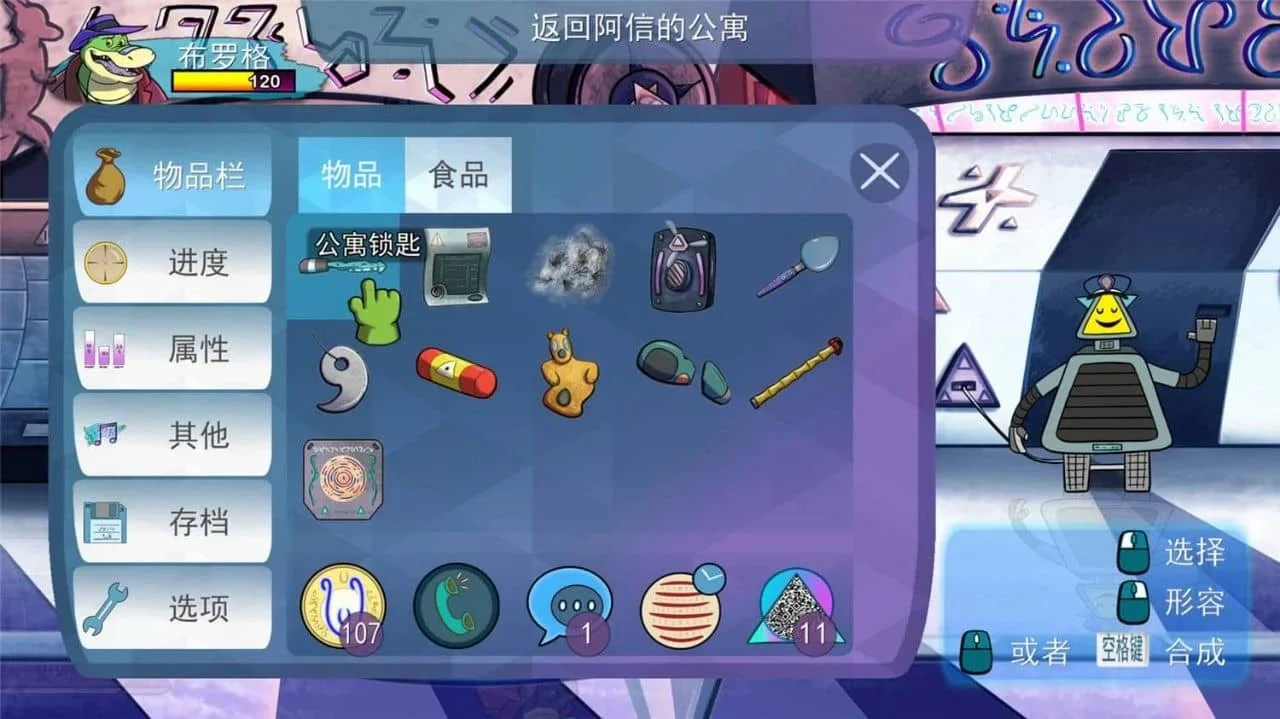 返回阿信的公寓
布罗格
120
物品栏
物品
食品
公寓锁匙
进度
属性
其他
存档
选项
107
1
11
选择
形容
或者 空格键 合成